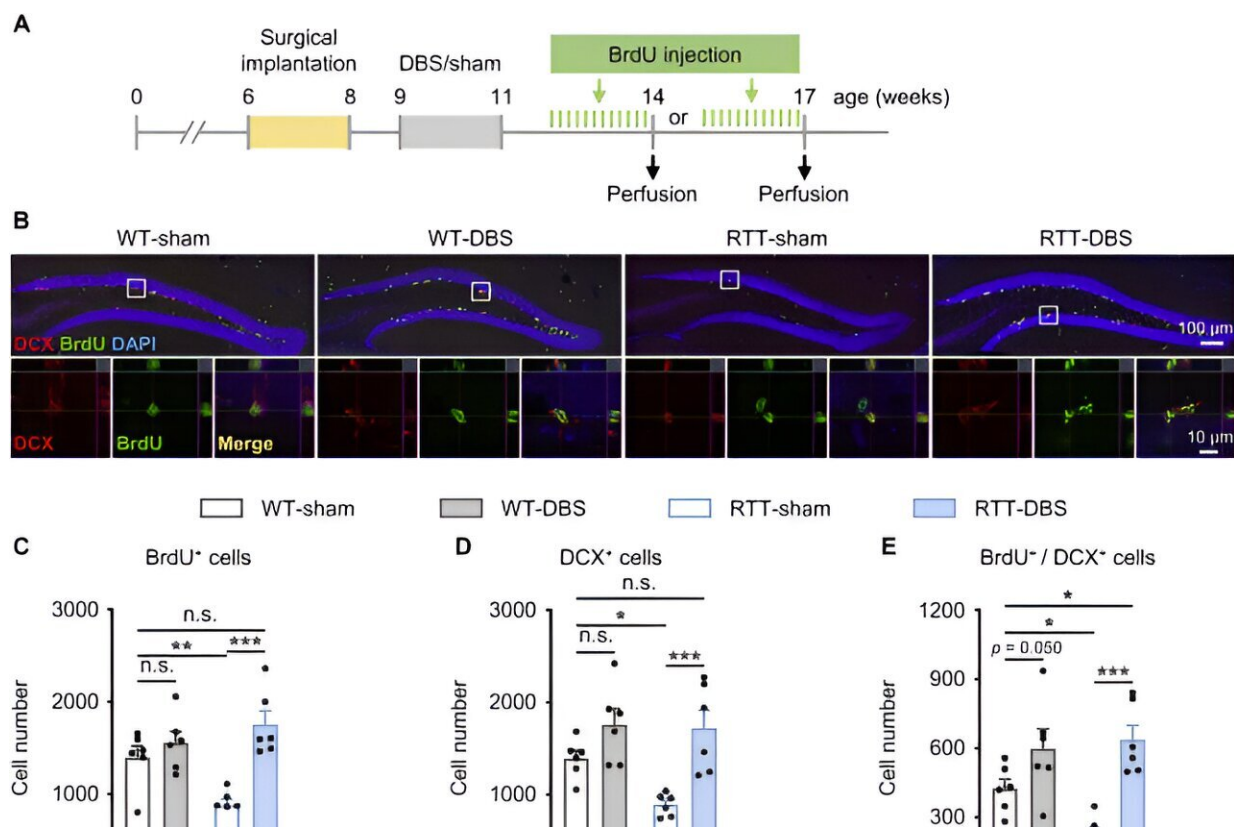 A
Surgical
implantation
DBS/sham
BrdU injection
0
6
8
9
11
14
or
17
age (weeks)
Perfusion
Perfusion
B
WT-sham
WT-DBS
RTT-sham
RTT-DBS
DCX BrdU DAPI
100 µm
DCX
BrdU
Merge
10 µm
WT-sham
WT-DBS
RTT-sham
RTT-DBS
C
BrdU⁺ cells
Cell number
3000
2000
1000
n.s.
**
***
n.s.
D
DCX⁺ cells
Cell number
3000
2000
1000
n.s.
*
n.s.
***
E
BrdU⁺ / DCX⁺ cells
Cell number
1200
900
600
300
*
*
p = 0.050
***